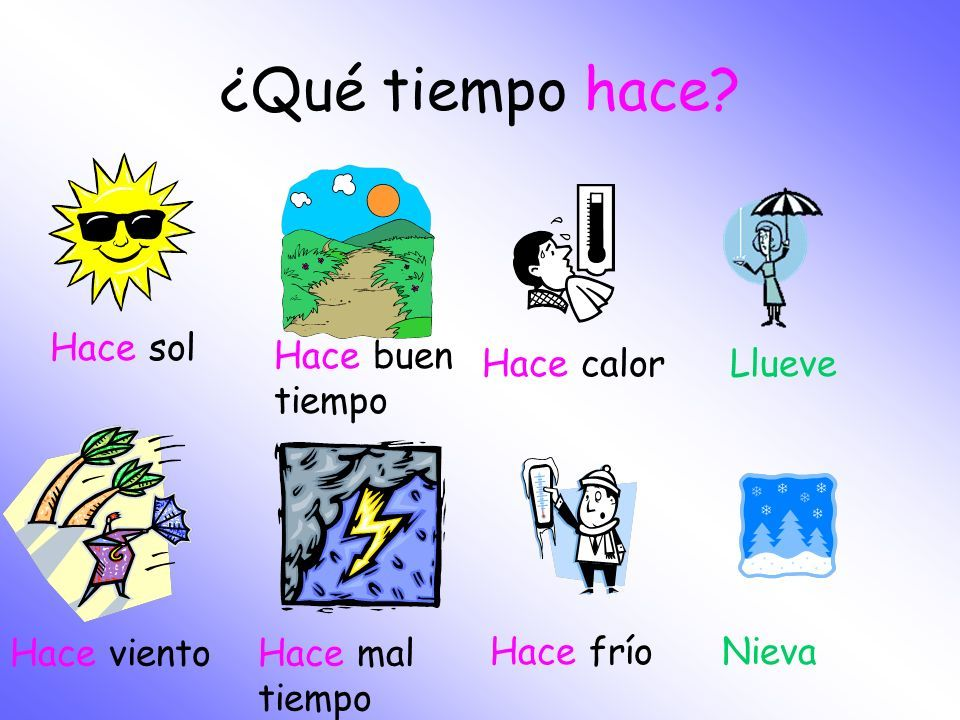 ¿Qué tiempo hace?
Hace sol
Hace buen
tiempo
Hace calor
Llueve
Hace viento
Hace mal
tiempo
Hace frío
Nieva